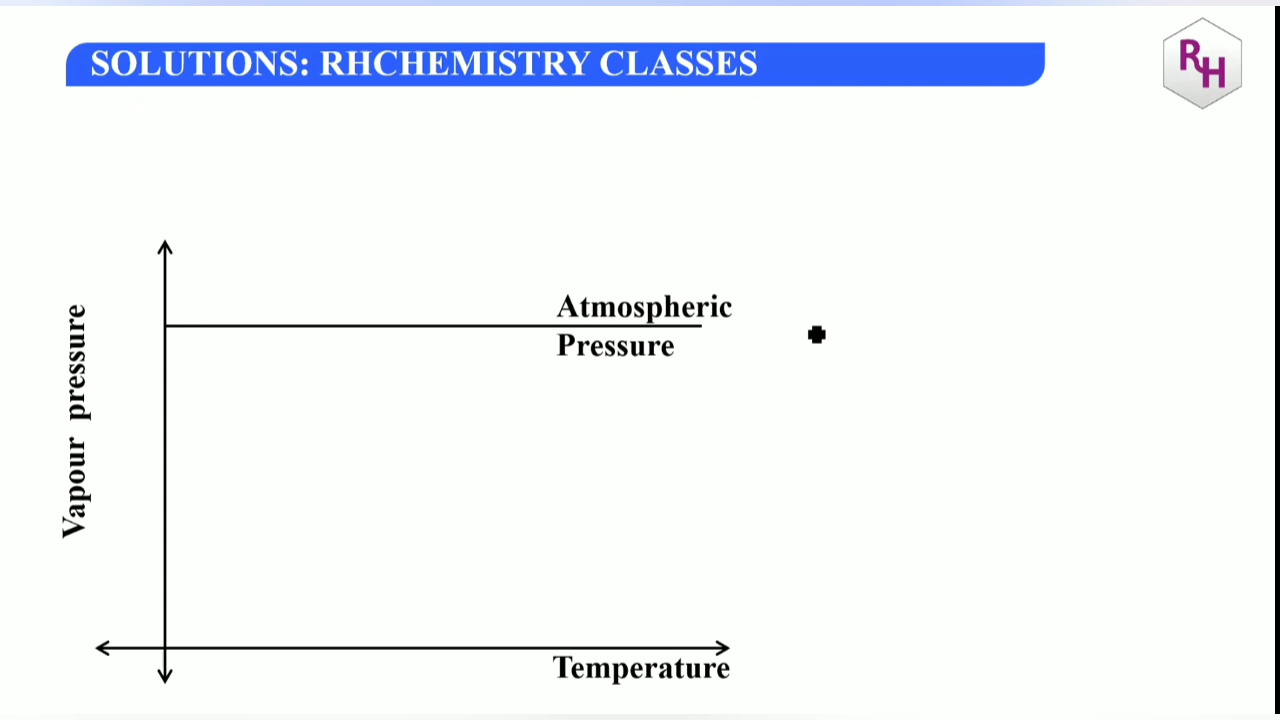 SOLUTIONS: RHCHEMISTRY CLASSES
RH
Atmospheric
Pressure
Vapour pressure
Temperature